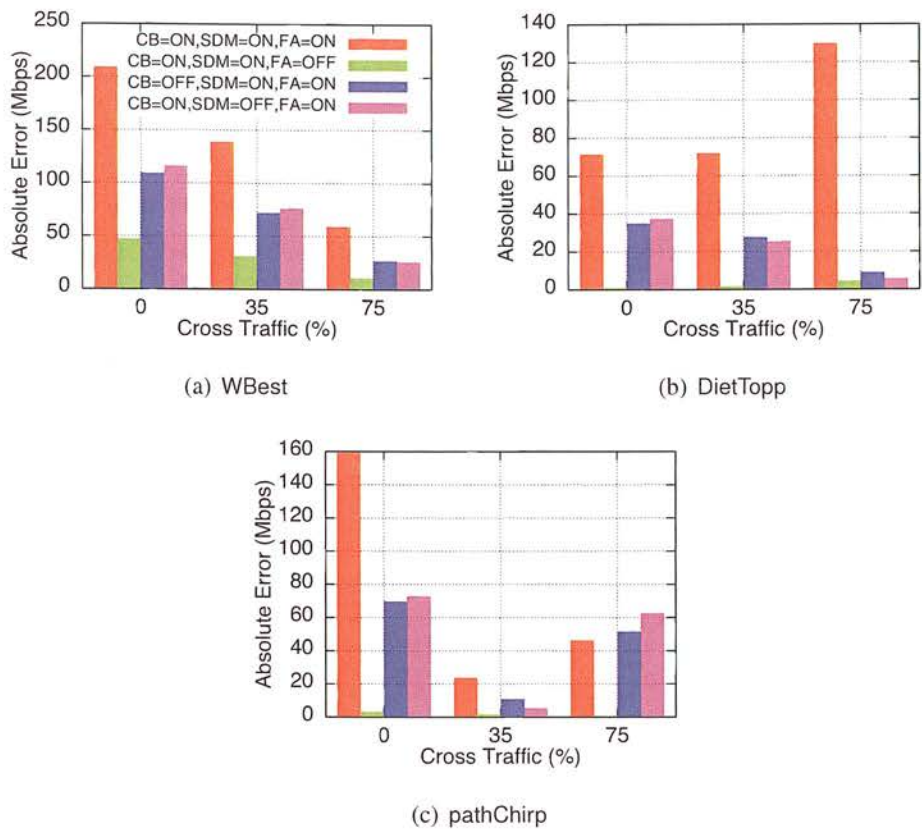 250
200
150
100
50
0
Absolute Error (Mbps)
CB=ON,SDM=ON,FA=ON
CB=ON,SDM=ON,FA=OFF
CB=OFF,SDM=ON,FA=ON
CB=ON,SDM=OFF,FA=ON
0 35 75
Cross Traffic (%)
(a) WBest
140
120
100
80
60
40
20
0
Absolute Error (Mbps)
0 35 75
Cross Traffic (%)
(b) DietTopp
160
140
120
160
80
60
40
20
0
Absolute Error (Mbps)
0 35 75
Cross Traffic (%)
(c) pathChirp